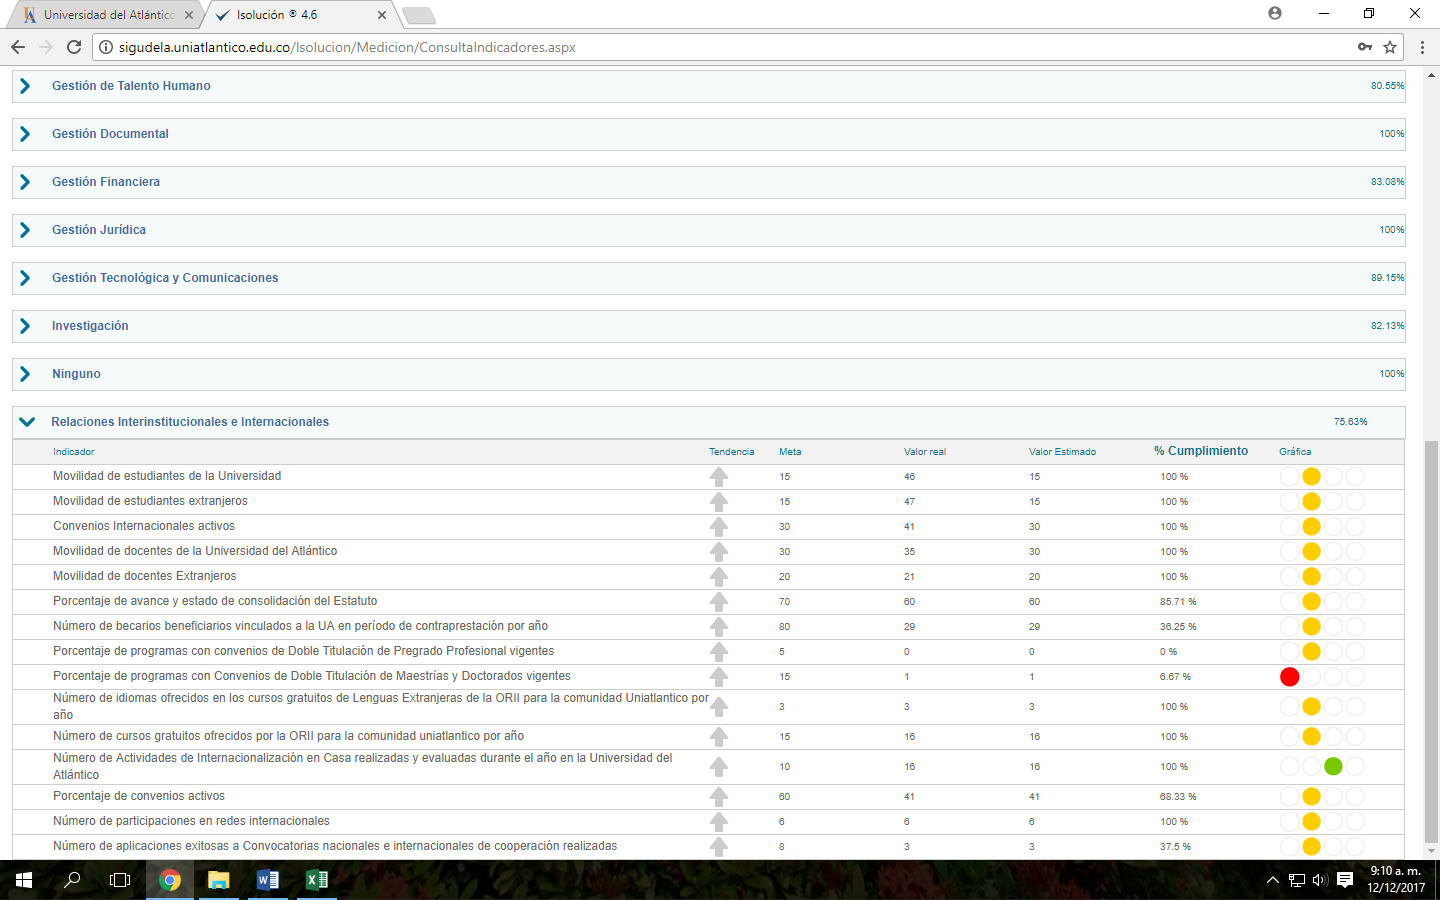 Universidad del Atlántico
Isolución ® 4.6
sigudela.uniatlantico.edu.co/Isolucion/Medicion/ConsultaIndicadores.aspx
Gestión de Talento Humano 80.55%
Gestión Documental 100%
Gestión Financiera 83.08%
Gestión Jurídica 100%
Gestión Tecnológica y Comunicaciones 89.15%
Investigación 82.13%
Ninguno 100%
Relaciones Interinstitucionales e Internacionales 75.63%
Indicador Tendencia Meta Valor real Valor Estimado % Cumplimiento Gráfica
Movilidad de estudiantes de la Universidad 15 46 15 100 %
Movilidad de estudiantes extranjeros 15 47 15 100 %
Convenios Internacionales activos 30 41 30 100 %
Movilidad de docentes de la Universidad del Atlántico 30 35 30 100 %
Movilidad de docentes Extranjeros 20 21 20 100 %
Porcentaje de avance y estado de consolidación del Estatuto 70 60 60 85.71 %
Número de becarios beneficiarios vinculados a la UA en período de contraprestación por año 80 29 29 36.25 %
Porcentaje de programas con convenios de Doble Titulación de Pregrado Profesional vigentes 5 0 0 0 %
Porcentaje de programas con Convenios de Doble Titulación de Maestrías y Doctorados vigentes 15 1 1 6.67 %
Número de idiomas ofrecidos en los cursos gratuitos de Lenguas Extranjeras de la ORII para la comunidad Uniatlantico por
año 3 3 3 100 %
Número de cursos gratuitos ofrecidos por la ORII para la comunidad uniatlantico por año 15 16 16 100 %
Número de Actividades de Internacionalización en Casa realizadas y evaluadas durante el año en la Universidad del
Atlántico 10 16 16 100 %
Porcentaje de convenios activos 60 41 41 68.33 %
Número de participaciones en redes internacionales 6 6 6 100 %
Número de aplicaciones exitosas a Convocatorias nacionales e internacionales de cooperación realizadas 8 3 3 37.5 %
9:10 a. m.
12/12/2017